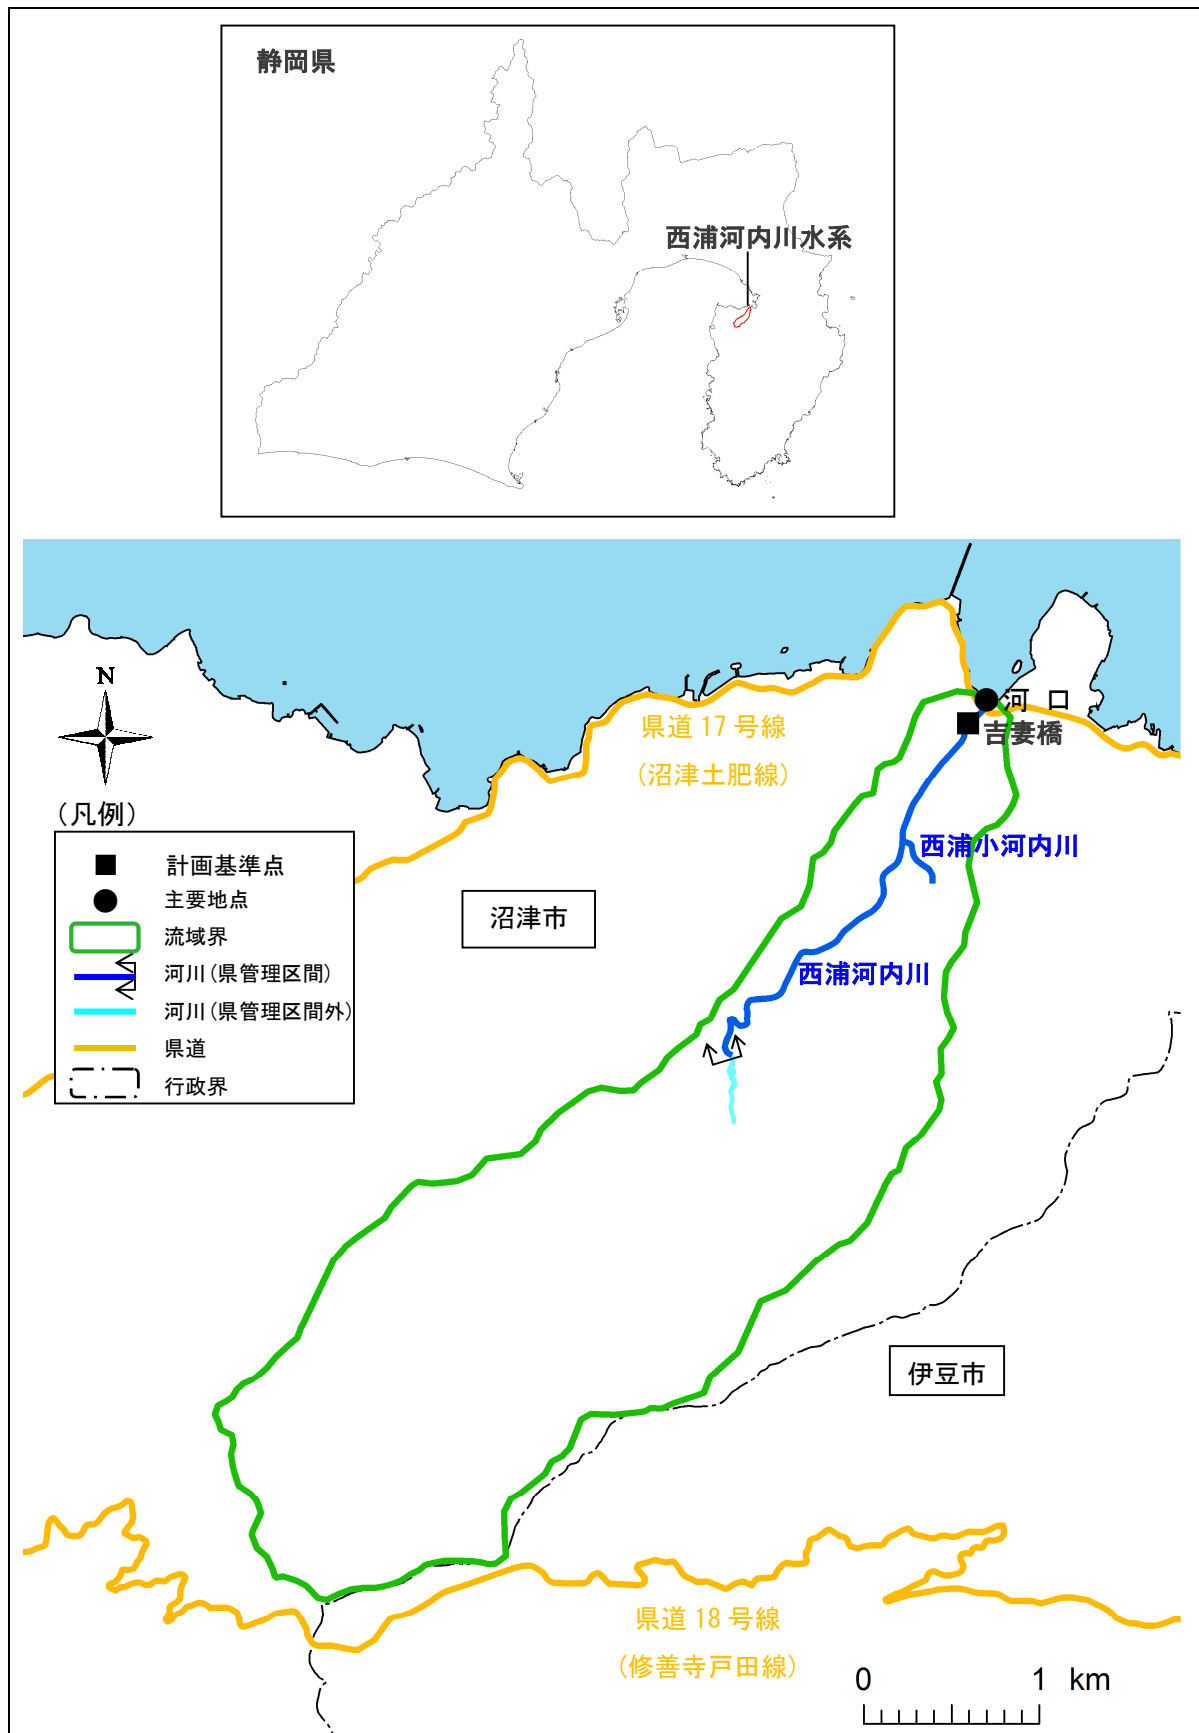 静岡県
西浦河内川水系
N
河 口
吉妻橋
県道17号線
(沼津土肥線)
(凡例)
計画基準点
主要地点
流域界
河川(県管理区間)
河川(県管理区間外)
県道
行政界
西浦小河内川
沼津市
西浦河内川
伊豆市
県道18号線
(修善寺戸田線)
0 1 km